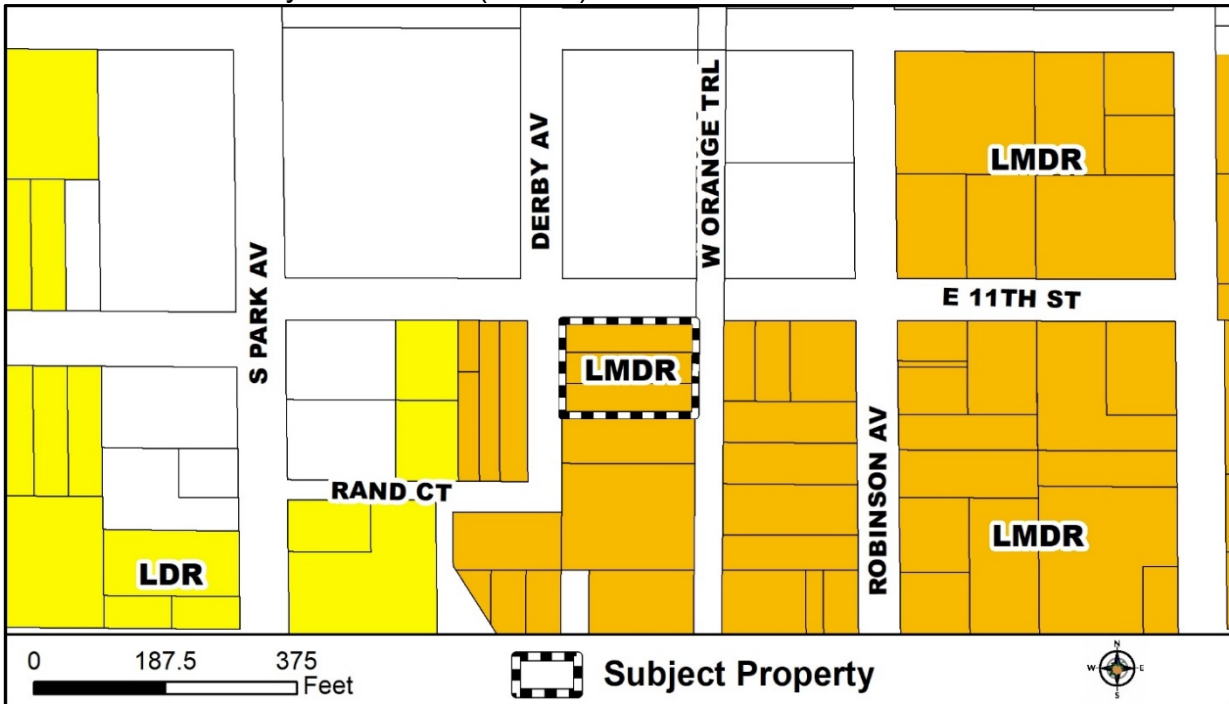 W ORANGE TRL
DERBY AV
LMDR
S PARK AV
E 11TH ST
LMDR
ROBINSON AV
RAND CT
LMDR
LDR
0 187.5 375
Feet
Subject Property
N
W E
S